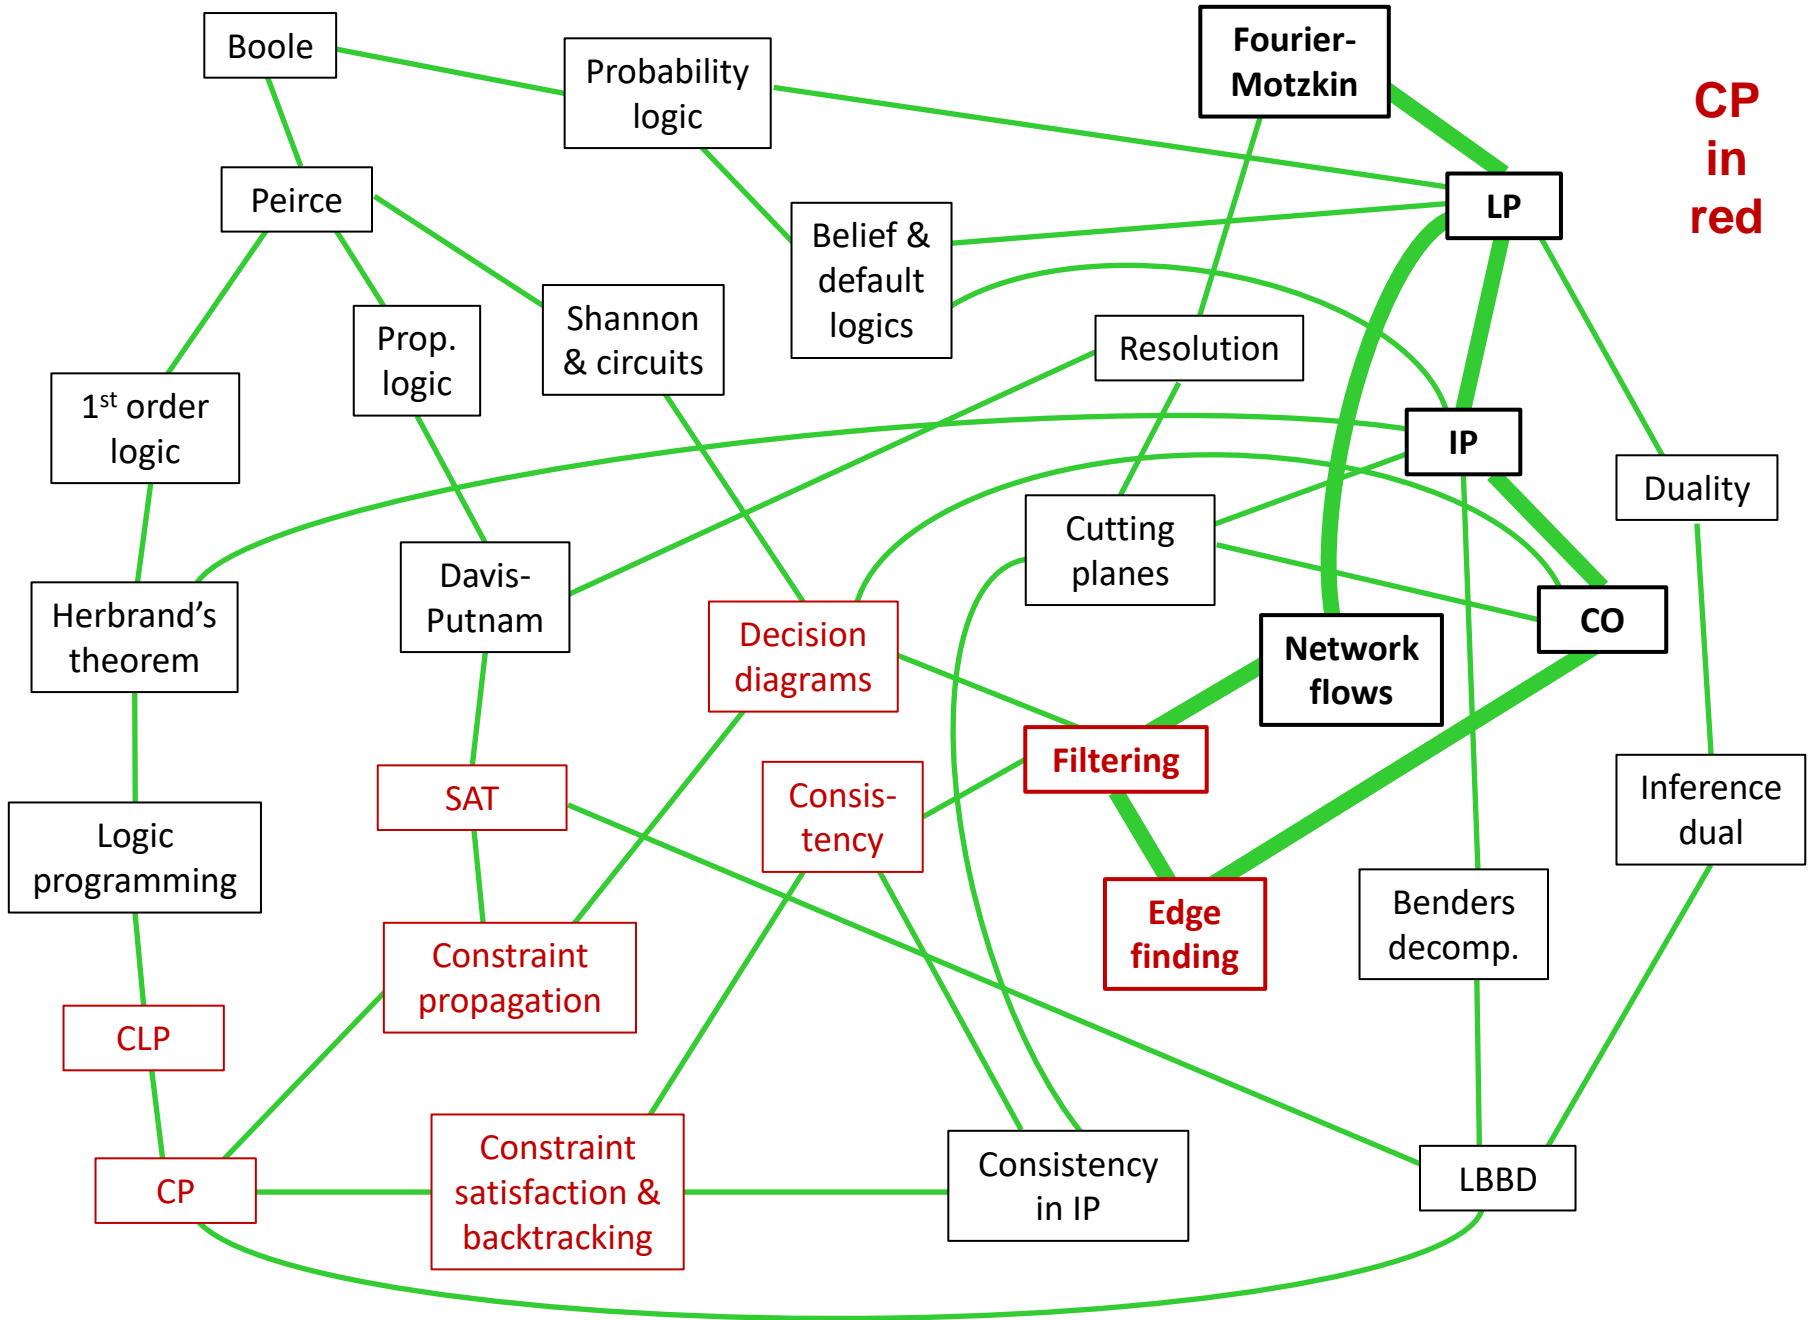 Boole
Probability
logic
Fourier-
Motzkin
CP
in
red
Peirce
LP
Belief &
default
logics
Shannon
& circuits
Prop.
logic
Resolution
1st order
logic
IP
Duality
Cutting
planes
Davis-
Putnam
Herbrand's
theorem
Decision
diagrams
CO
Network
flows
Filtering
SAT
Consis-
tency
Inference
dual
Logic
programming
Edge
finding
Benders
decomp.
Constraint
propagation
CLP
CP
Constraint
satisfaction &
backtracking
Consistency
in IP
LBBD